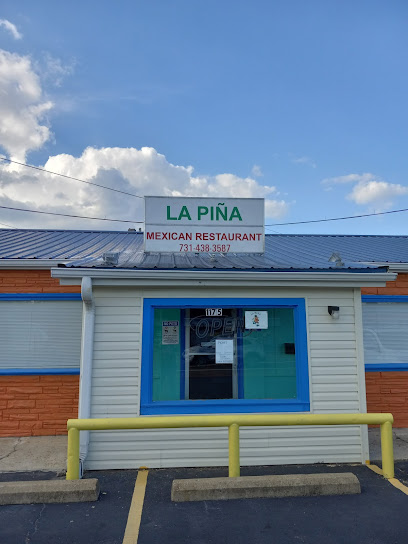 LA PIÑA
MEXICAN RESTAURANT
731-438-3587
1175
OPEN